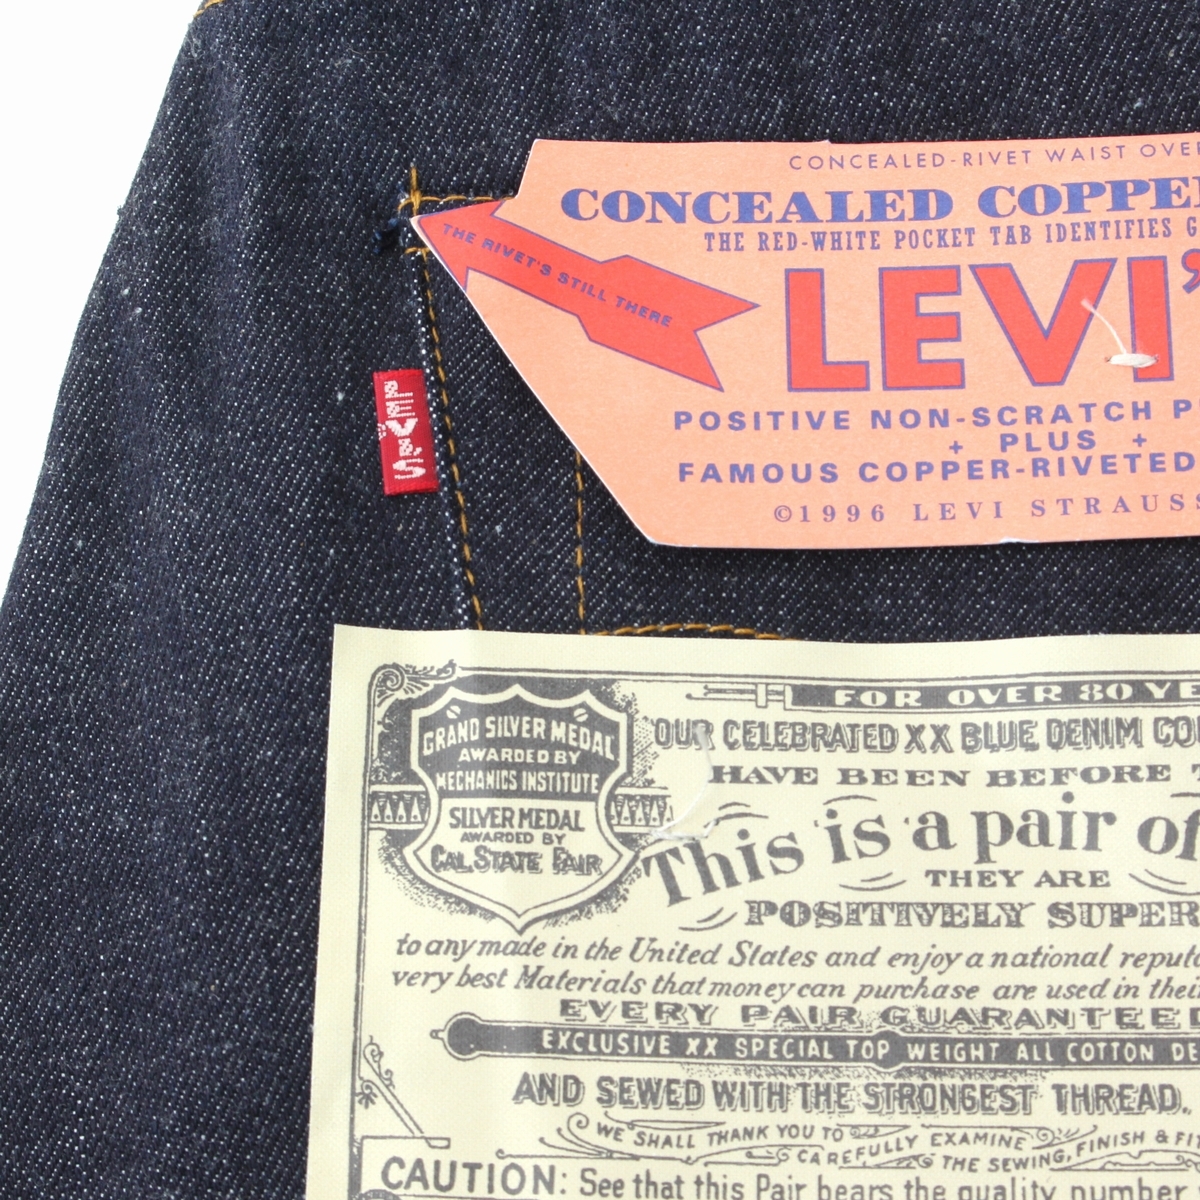 CONCEALED-RIVET WAIST OVER
CONCEALED COPPE
THE RED-WHITE POCKET TAB IDENTIFIES G
THE RIVET'S STILL THERE
LEVI'
POSITIVE NON-SCRATCH P
+ PLUS +
FAMOUS COPPER-RIVETED
©1996 LEVI STRAUSS
LEVI'S
FOR OVER 80 YE
GRAND SILVER MEDAL
AWARDED BY
MECHANICS INSTITUTE
SILVER MEDAL
AWARDED BY
CAL. STATE FAIR
OUR CELEBRATED XX BLUE DENIM CO
HAVE BEEN BEFORE T
This is a pair of
THEY ARE
POSITIVELY SUPER
to any made in the United States and enjoy a national reput
very best Materials that money can purchase are used in thei
EVERY PAIR GUARANTEED
EXCLUSIVE XX SPECIAL TOP WEIGHT ALL COTTON DE
AND SEWED WITH THE STRONGEST THREAD.
WE SHALL THANK YOU TO
CAREFULLY EXAMINE
THE SEWING, FINISH & FIT
CAUTION: See that this Pair bears the quality number